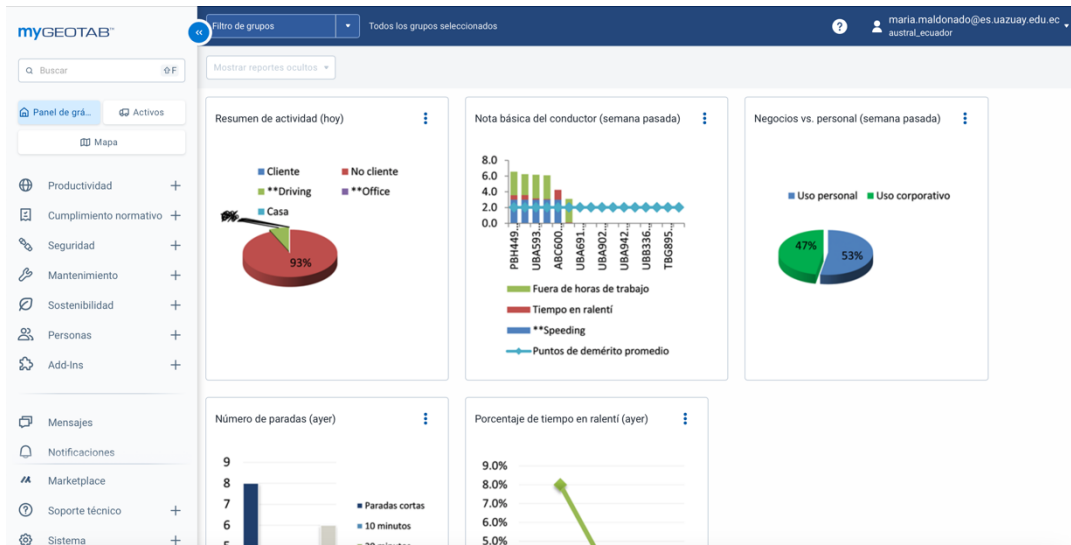 myGEOTAB
Buscar
F
Panel de grá...
Activos
Mapa
Productividad
Cumplimiento normativo
Seguridad
Mantenimiento
Sostenibilidad
Personas
Add-Ins
Mensajes
Notificaciones
Marketplace
Soporte técnico
Sistema
Filtro de grupos
Todos los grupos seleccionados
maria.maldonado@es.uazuay.edu.ec
austral_ecuador
Mostrar reportes ocultos
Resumen de actividad (hoy)
Cliente
No cliente
**Driving
**Office
Casa
93%
Nota básica del conductor (semana pasada)
8.0
6.0
4.0
2.0
0.0
PBH449...
UBA593...
ABC600...
UBA691...
UBA902...
UBA942...
UBB336...
TBG895...
Fuera de horas de trabajo
Tiempo en ralentí
**Speeding
Puntos de demérito promedio
Negocios vs. personal (semana pasada)
Uso personal
Uso corporativo
47%
53%
Número de paradas (ayer)
9
8
7
6
Paradas cortas
10 minutos
Porcentaje de tiempo en ralentí (ayer)
9.0%
8.0%
7.0%
6.0%
5.0%